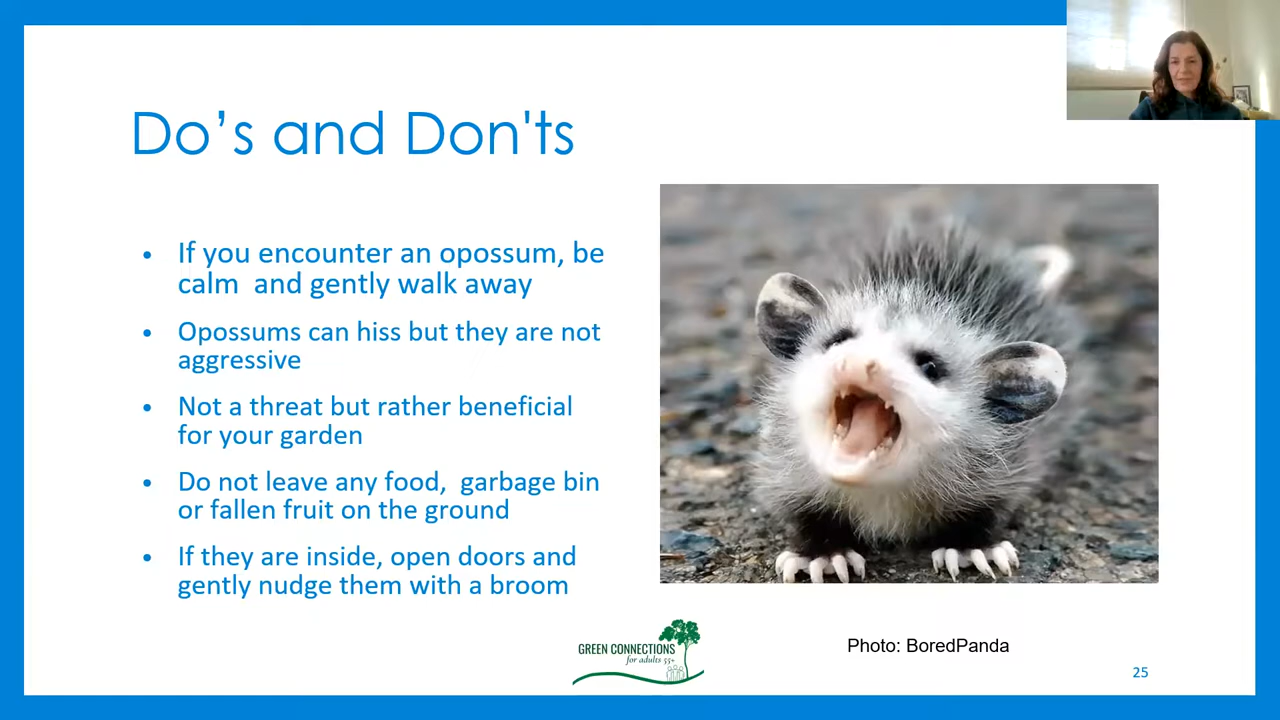 Do’s and Don'ts
• If you encounter an opossum, be
calm  and gently walk away
• Opossums can hiss but they are not
aggressive
• Not a threat but rather beneficial
for your garden
• Do not leave any food,  garbage bin
or fallen fruit on the ground
• If they are inside, open doors and
gently nudge them with a broom
GREEN CONNECTIONS
for adults 55+
Photo: BoredPanda
25